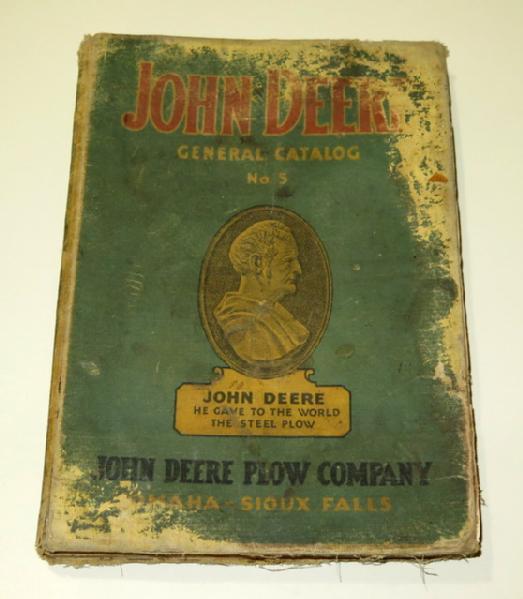 JOHN DEERE
GENERAL CATALOG
No 5
JOHN DEERE
HE GAVE TO THE WORLD
THE STEEL PLOW
JOHN DEERE PLOW COMPANY
OMAHA - SIOUX FALLS